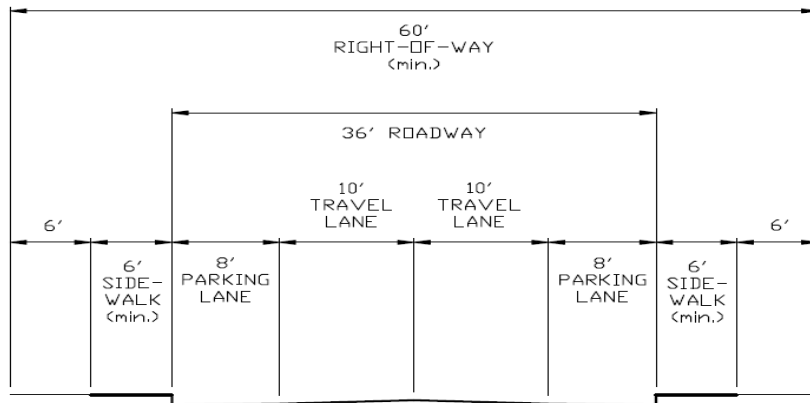 60'
RIGHT-OF-WAY
(min.)
36' ROADWAY
10'
TRAVEL
LANE
10'
TRAVEL
LANE
6'
6'
6'
SIDE-
WALK
(min.)
8'
PARKING
LANE
8'
PARKING
LANE
6'
SIDE-
WALK
(min.)